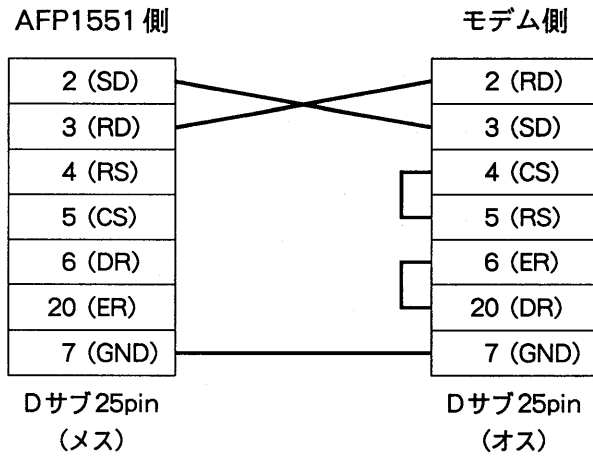 AFP1551側
モデム側
2 (SD)
2 (RD)
3 (RD)
3 (SD)
4 (RS)
4 (CS)
5 (CS)
5 (RS)
6 (DR)
6 (ER)
20 (ER)
20 (DR)
7 (GND)
7 (GND)
Dサブ25pin
Dサブ25pin
(メス)
(オス)